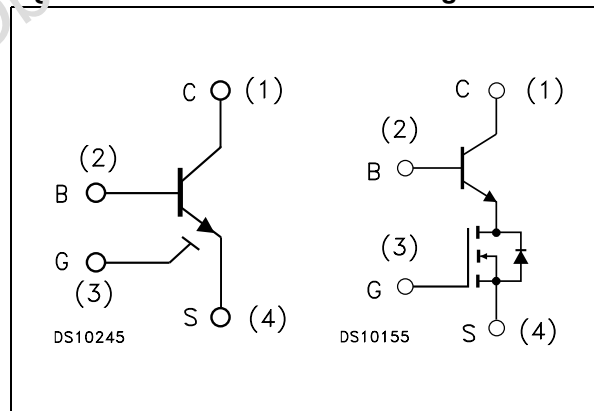 C (1)
(2)
B
G
(3)
S (4)
DS10245
C (1)
(2)
B
(3)
G
S (4)
DS10155